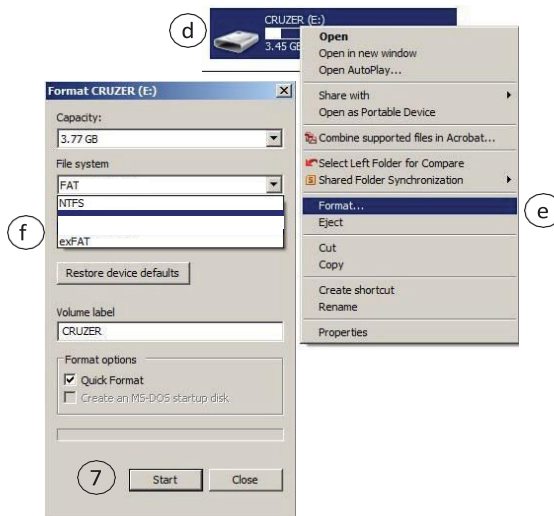 d
CRUZER (E:)
3.45 GB
Open
Open in new window
Open AutoPlay...
Share with
Open as Portable Device
Combine supported files in Acrobat...
Select Left Folder for Compare
S Shared Folder Synchronization
Format...
e
Eject
Cut
Copy
Create shortcut
Rename
Properties
Format CRUZER (E:)
Capacity:
3.77 GB
File system
FAT
NTFS
f
exFAT
Restore device defaults
Volume label
CRUZER
Format options
Quick Format
Create an MS-DOS startup disk
7
Start
Close